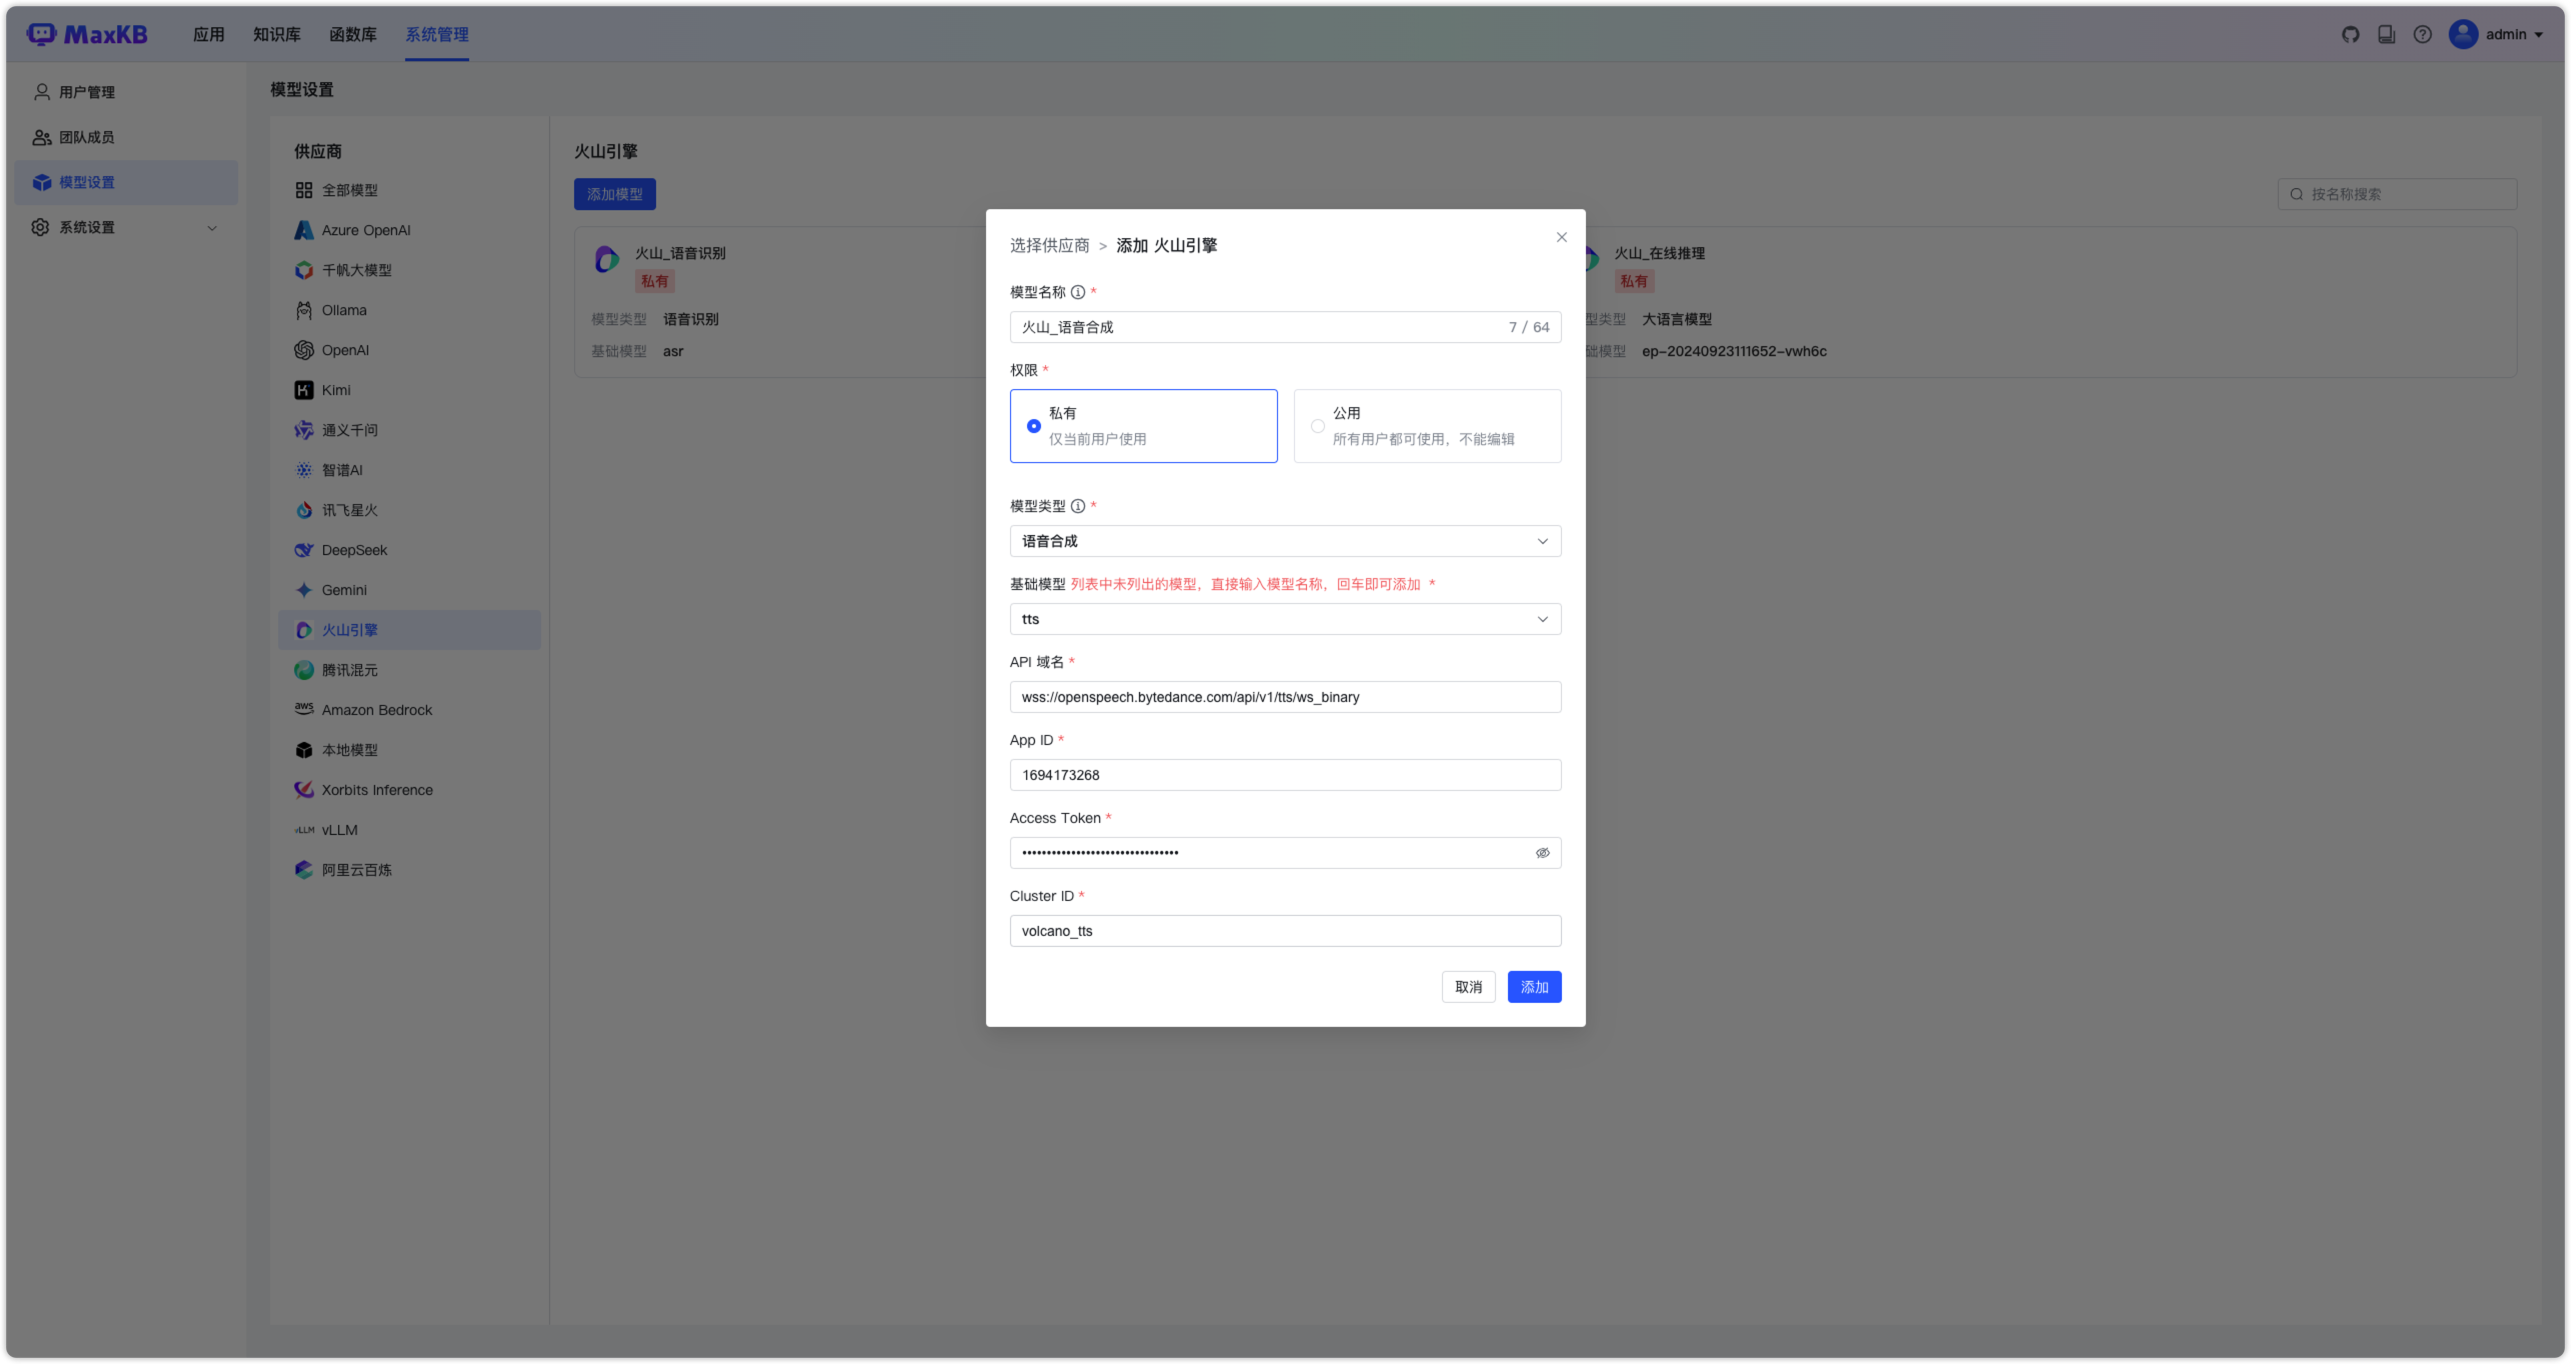 MaxKB
应用
知识库
函数库
系统管理
admin
用户管理
团队成员
模型设置
系统设置
模型设置
供应商
全部模型
Azure OpenAI
千帆大模型
Ollama
OpenAI
Kimi
通义千问
智谱AI
讯飞星火
DeepSeek
Gemini
火山引擎
腾讯混元
aws Amazon Bedrock
本地模型
Xorbits Inference
vLLM vLLM
阿里云百炼
火山引擎
添加模型
按名称搜索
火山_语音识别
私有
模型类型 语音识别
基础模型 asr
火山_在线推理
私有
型类型 大语言模型
础模型 ep-20240923111652-vwh6c
选择供应商 > 添加 火山引擎
模型名称 *
火山_语音合成 7 / 64
权限 *
私有
仅当前用户使用
公用
所有用户都可使用，不能编辑
模型类型 *
语音合成
基础模型 列表中未列出的模型，直接输入模型名称，回车即可添加 *
tts
API 域名 *
wss://openspeech.bytedance.com/api/v1/tts/ws_binary
App ID *
1694173268
Access Token *
••••••••••••••••••••••••••••••••
Cluster ID *
volcano_tts
取消
添加